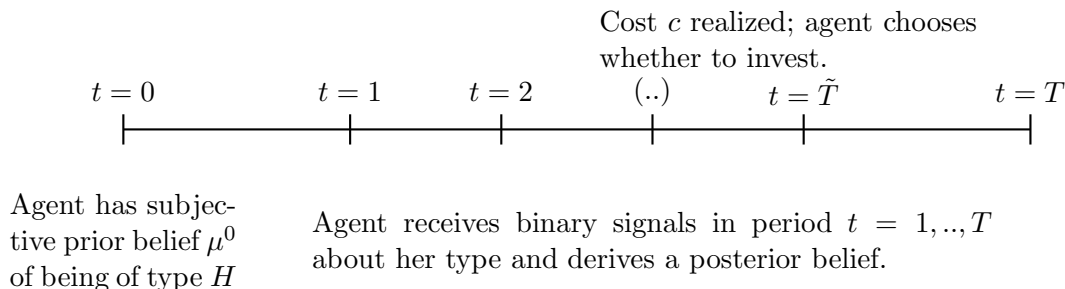 Cost c realized; agent chooses
whether to invest.
t = 0
t = 1
t = 2
(..)
t = T̃
t = T
Agent has subjec-
tive prior belief μ⁰
of being of type H
Agent receives binary signals in period t = 1,..,T
about her type and derives a posterior belief.